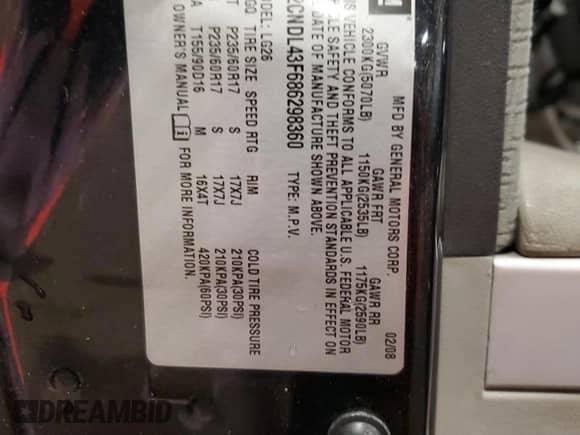 MFD BY GENERAL MOTORS CORP. 02/08
GVWR GAWR FRT GAWR RR
2300KG(5070LB) 1150KG(2535LB) 1175KG(2590LB)
IS VEHICLE CONFORMS TO ALL APPLICABLE U.S. FEDERAL MOTOR
LE SAFETY AND THEFT PREVENTION STANDARDS IN EFFECT ON
DATE OF MANUFACTURE SHOWN ABOVE.
2CNDL43F686298360 TYPE: M.P.V.
MODEL: LG26
GO TIRE SIZE SPEED RTG RIM COLD TIRE PRESSURE
P235/60R17 S 17X7J 210KPA(30PSI)
P235/60R17 S 17X7J 210KPA(30PSI)
T155/90D16 M 16X4T 420KPA(60PSI)
OWNER'S MANUAL i FOR MORE INFORMATION.
DREAMBID